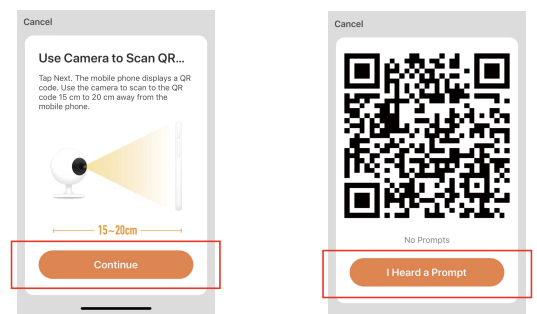 Cancel
Use Camera to Scan QR...
Tap Next. The mobile phone displays a QR
code. Use the camera to scan to the QR
code 15 cm to 20 cm away from the
mobile phone.
15~20cm
Continue
Cancel
No Prompts
I Heard a Prompt